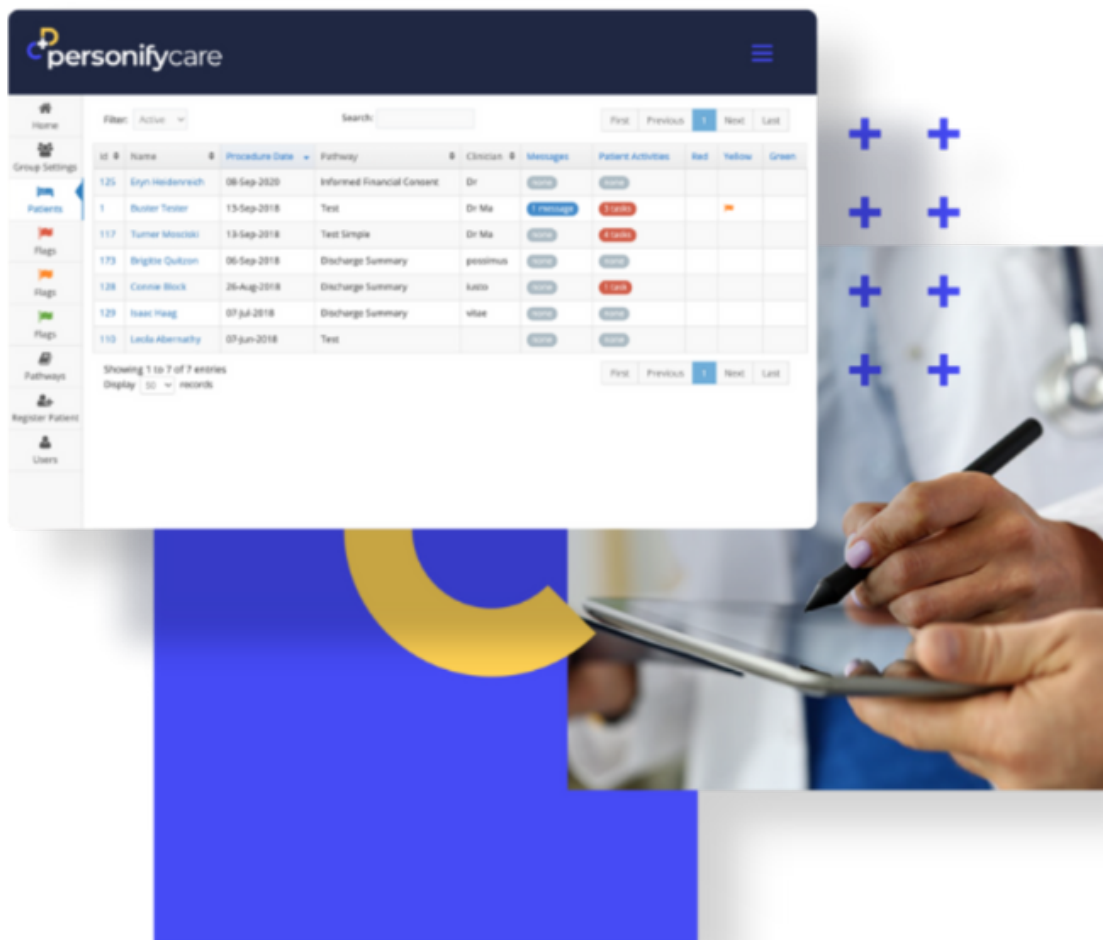 personifycare
Home
Group Settings
Patients
Flags
Flags
Flags
Pathways
Register Patient
Users
Filter: Active Search: First Previous 1 Next Last
Id Name Procedure Date Pathway Clinician Messages Patient Activities Red Yellow Green
125 Eryn Heidenreich 08-Sep-2020 Informed Financial Consent Dr none none
1 Buster Tester 13-Sep-2018 Test Dr Ma 1 message 3 tasks
117 Turner Mosciski 13-Sep-2018 Test Simple Dr Ma none 4 tasks
173 Brigitte Quitzon 06-Sep-2018 Discharge Summary possimus none none
128 Connie Block 26-Aug-2018 Discharge Summary iusto none 1 task
129 Isaac Haag 07-Jul-2018 Discharge Summary vitae none none
110 Leslie Abernathy 07-Jun-2018 Test none none
Showing 1 to 7 of 7 entries First Previous 1 Next Last
Display 50 records